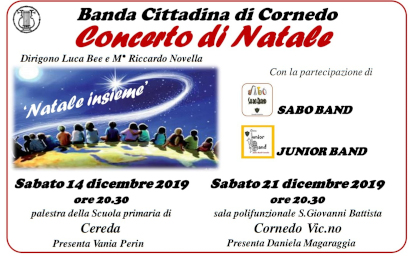 Banda Cittadina di Cornedo
Concerto di Natale
Dirigono Luca Bee e M° Riccardo Novella
'Natale insieme'
Con la partecipazione di
SABO BAND
JUNIOR BAND
Sabato 14 dicembre 2019
ore 20.30
palestra della Scuola primaria di
Cereda
Presenta Vania Perin
Sabato 21 dicembre 2019
ore 20.30
sala polifunzionale S.Giovanni Battista
Cornedo Vic.no
Presenta Daniela Magaraggia